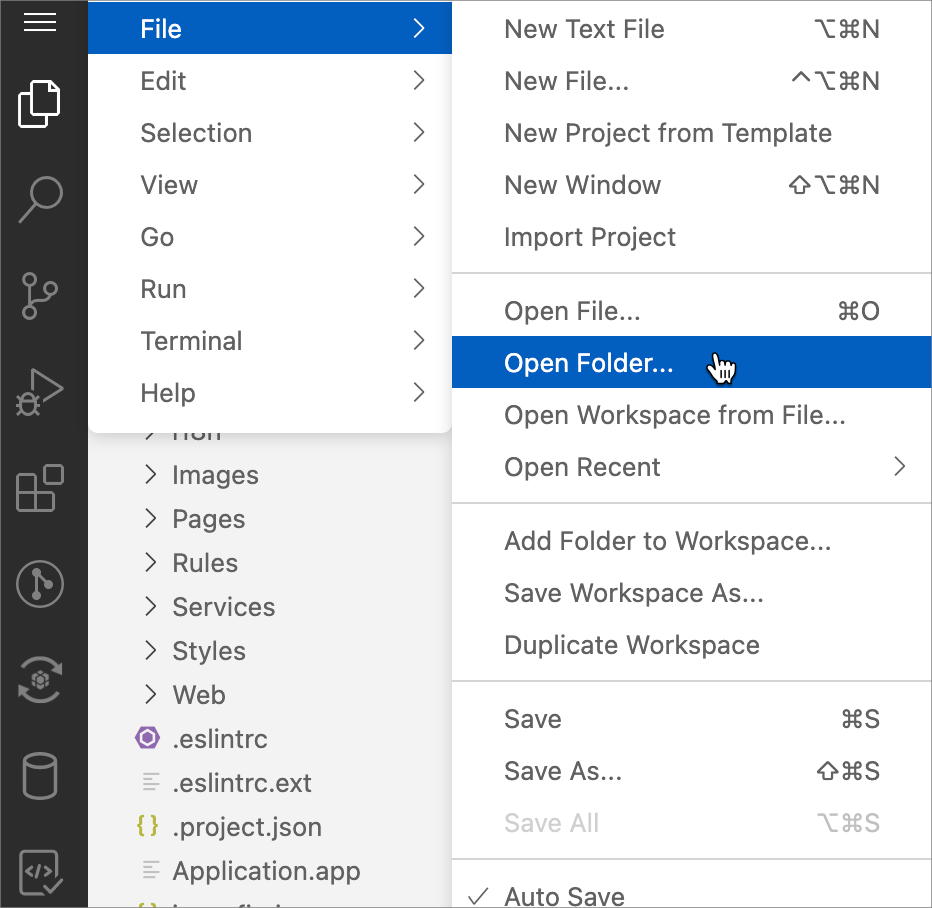 File
Edit
Selection
View
Go
Run
Terminal
Help
Images
Pages
Rules
Services
Styles
Web
.eslintrc
.eslintrc.ext
.project.json
Application.app
New Text File ⌥⌘N
New File... ^⌥⌘N
New Project from Template
New Window ⇧⌥⌘N
Import Project
Open File... ⌘O
Open Folder...
Open Workspace from File...
Open Recent
Add Folder to Workspace...
Save Workspace As...
Duplicate Workspace
Save ⌘S
Save As... ⇧⌘S
Save All ⌥⌘S
Auto Save